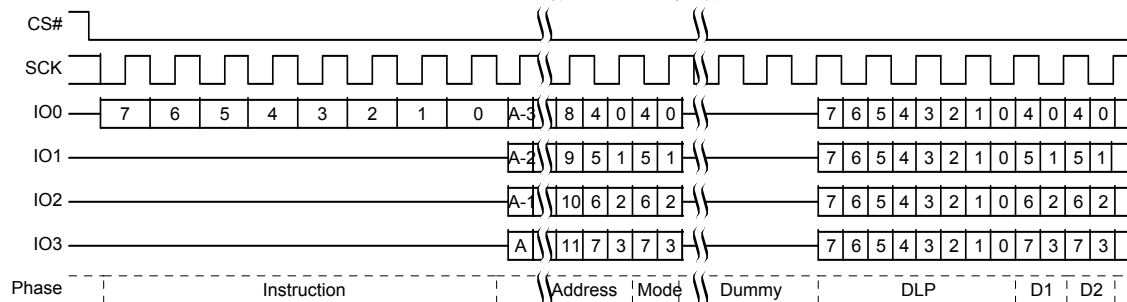 CS#
SCK
IO0 7 6 5 4 3 2 1 0 A-3 8 4 0 4 0 7 6 5 4 3 2 1 0 4 0 4 0
IO1 A-2 9 5 1 5 1 7 6 5 4 3 2 1 0 5 1 5 1
IO2 A-1 10 6 2 6 2 7 6 5 4 3 2 1 0 6 2 6 2
IO3 A 11 7 3 7 3 7 6 5 4 3 2 1 0 7 3 7 3
Phase Instruction Address Mode Dummy DLP D1 D2